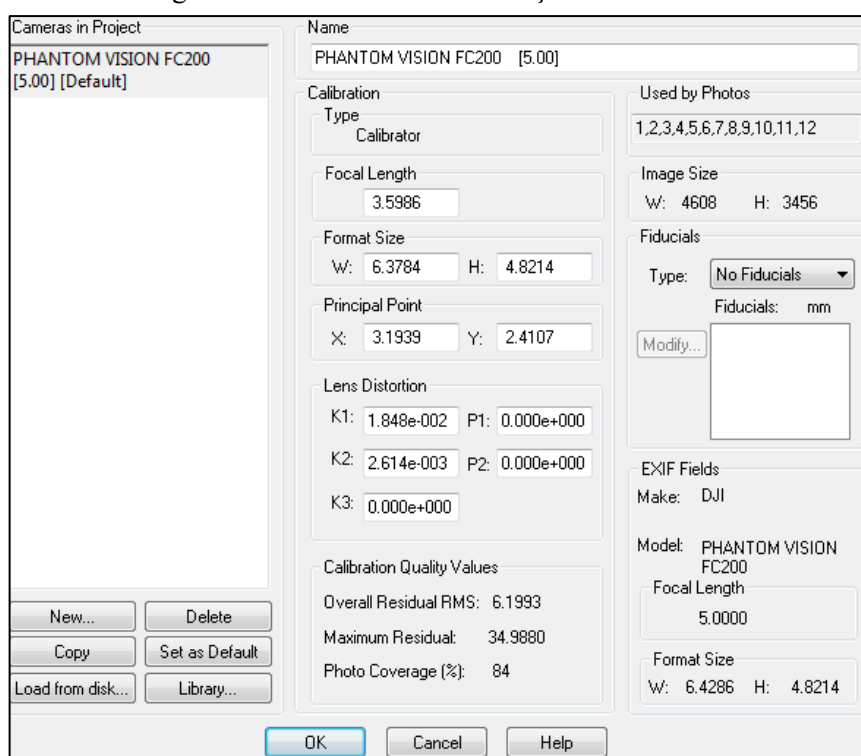 Cameras in Project
PHANTOM VISION FC200
[5.00] [Default]
New...
Delete
Copy
Set as Default
Load from disk...
Library...
Name
PHANTOM VISION FC200 [5.00]
Calibration
Type
Calibrator
Focal Length
3.5986
Format Size
W: 6.3784 H: 4.8214
Principal Point
X: 3.1939 Y: 2.4107
Lens Distortion
K1: 1.848e-002 P1: 0.000e+000
K2: 2.614e-003 P2: 0.000e+000
K3: 0.000e+000
Calibration Quality Values
Overall Residual RMS: 6.1993
Maximum Residual: 34.9880
Photo Coverage (%): 84
Used by Photos
1,2,3,4,5,6,7,8,9,10,11,12
Image Size
W: 4608 H: 3456
Fiducials
Type: No Fiducials
Fiducials: mm
Modify...
EXIF Fields
Make: DJI
Model: PHANTOM VISION
FC200
Focal Length
5.0000
Format Size
W: 6.4286 H: 4.8214
OK
Cancel
Help